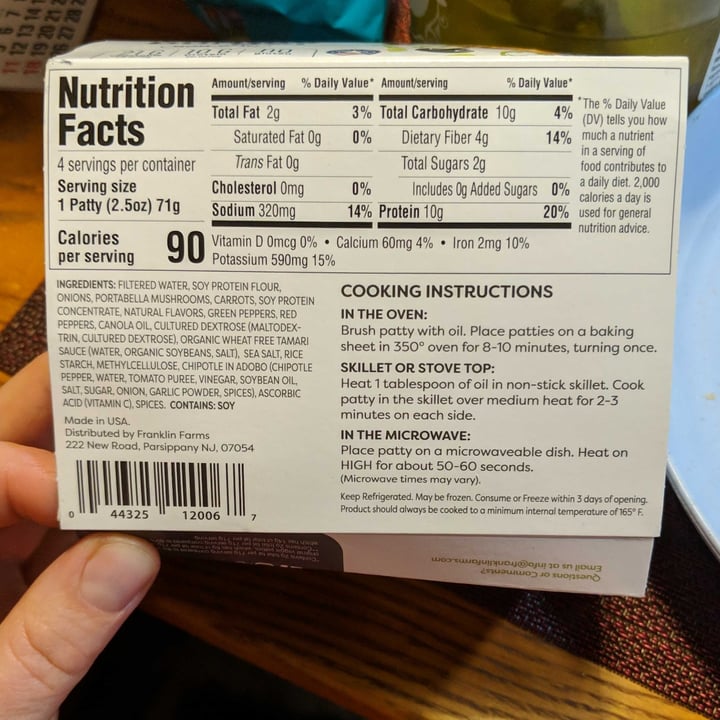 Nutrition
Facts
4 servings per container
Serving size
1 Patty (2.5oz) 71g
Calories
per serving 90
Amount/serving % Daily Value*
Total Fat 2g 3%
Saturated Fat 0g 0%
Trans Fat 0g
Cholesterol 0mg 0%
Sodium 320mg 14%
Amount/serving % Daily Value*
Total Carbohydrate 10g 4%
Dietary Fiber 4g 14%
Total Sugars 2g
Includes 0g Added Sugars 0%
Protein 10g 20%
Vitamin D 0mcg 0% • Calcium 60mg 4% • Iron 2mg 10%
Potassium 590mg 15%
*The % Daily Value
(DV) tells you how
much a nutrient
in a serving of
food contributes to
a daily diet. 2,000
calories a day is
used for general
nutrition advice.
INGREDIENTS: FILTERED WATER, SOY PROTEIN FLOUR,
ONIONS, PORTABELLA MUSHROOMS, CARROTS, SOY PROTEIN
CONCENTRATE, NATURAL FLAVORS, GREEN PEPPERS, RED
PEPPERS, CANOLA OIL, CULTURED DEXTROSE (MALTODEX-
TRIN, CULTURED DEXTROSE), ORGANIC WHEAT FREE TAMARI
SAUCE (WATER, ORGANIC SOYBEANS, SALT), SEA SALT, RICE
STARCH, METHYLCELLULOSE, CHIPOTLE IN ADOBO (CHIPOTLE
PEPPER, WATER, TOMATO PUREE, VINEGAR, SOYBEAN OIL,
SALT, SUGAR, ONION, GARLIC POWDER, SPICES), ASCORBIC
ACID (VITAMIN C), SPICES. CONTAINS: SOY
Made in USA.
Distributed by Franklin Farms
222 New Road, Parsippany NJ, 07054
0 44325 12006 7
COOKING INSTRUCTIONS
IN THE OVEN:
Brush patty with oil. Place patties on a baking
sheet in 350° oven for 8-10 minutes, turning once.
SKILLET OR STOVE TOP:
Heat 1 tablespoon of oil in non-stick skillet. Cook
patty in the skillet over medium heat for 2-3
minutes on each side.
IN THE MICROWAVE:
Place patty on a microwaveable dish. Heat on
HIGH for about 50-60 seconds.
(Microwave times may vary).
Keep Refrigerated. May be frozen. Consume or Freeze within 3 days of opening.
Product should always be cooked to a minimum internal temperature of 165° F.
Questions or Comments?
Email us at info@franklinfarms.com